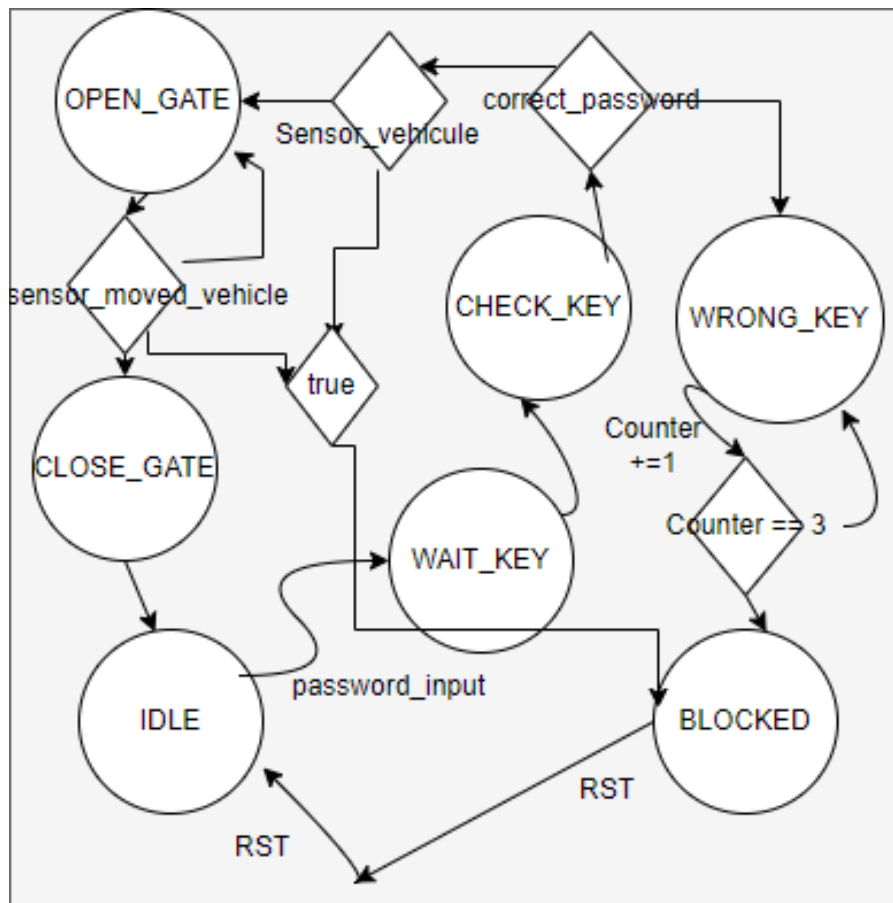 OPEN_GATE
correct_password
Sensor_vehicule
sensor_moved_vehicle
CHECK_KEY
WRONG_KEY
true
Counter
+=1
CLOSE_GATE
Counter == 3
WAIT_KEY
password_input
IDLE
BLOCKED
RST
RST